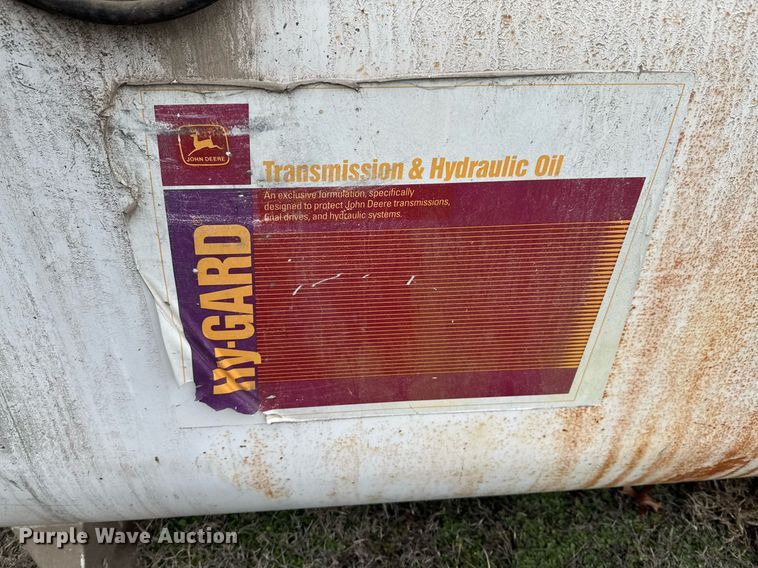 JOHN DEERE
Transmission & Hydraulic Oil
An exclusive formulation, specifically
designed to protect John Deere transmissions,
final drives, and hydraulic systems.
Hy-GARD
Purple Wave Auction